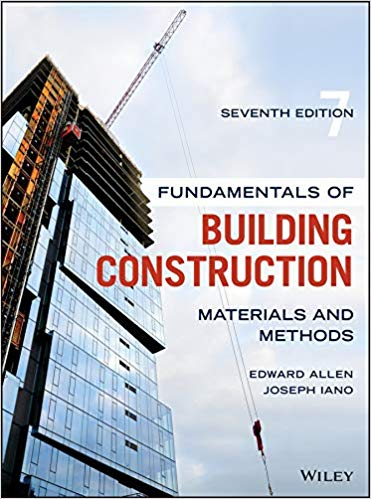 SEVENTH EDITION 7
FUNDAMENTALS OF
BUILDING
CONSTRUCTION
MATERIALS AND
METHODS
EDWARD ALLEN
JOSEPH IANO
WILEY